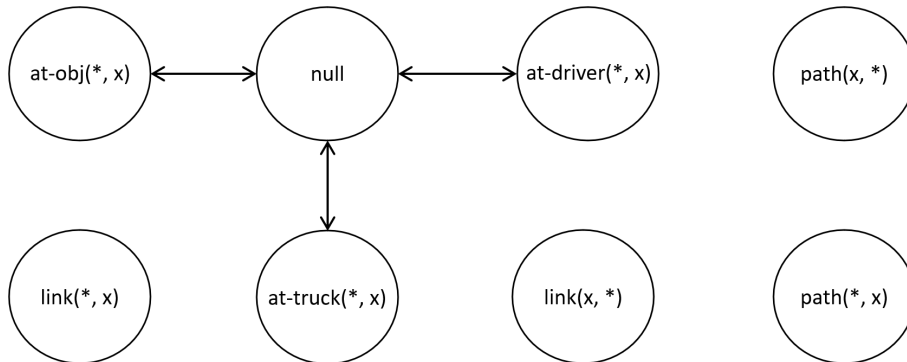 at-obj(*, x)
null
at-driver(*, x)
path(x, *)
link(*, x)
at-truck(*, x)
link(x, *)
path(*, x)